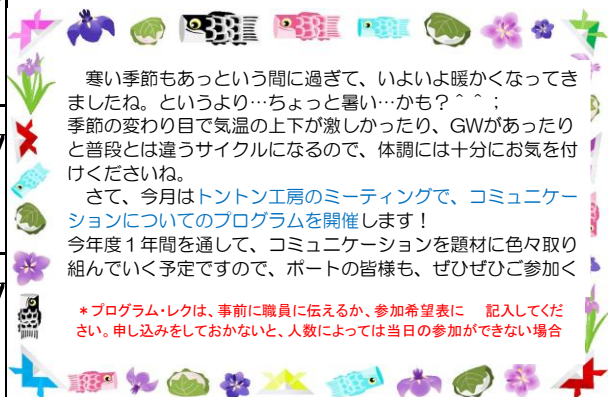 寒い季節もあっという間に過ぎて、いよいよ暖かくなってき
ましたね。というより…ちょっと暑い…かも？＾＾；
季節の変わり目で気温の上下が激しかったり、GWがあったり
と普段とは違うサイクルになるので、体調には十分にお気を付
けくださいね。
さて、今月はトントン工房のミーティングで、コミュニケー
ションについてのプログラムを開催します！
今年度１年間を通して、コミュニケーションを題材に色々取り
組んでいく予定ですので、ポートの皆様も、ぜひぜひご参加く
＊プログラム・レクは、事前に職員に伝えるか、参加希望表に　記入してくだ
さい。申し込みをしておかないと、人数によっては当日の参加ができない場合